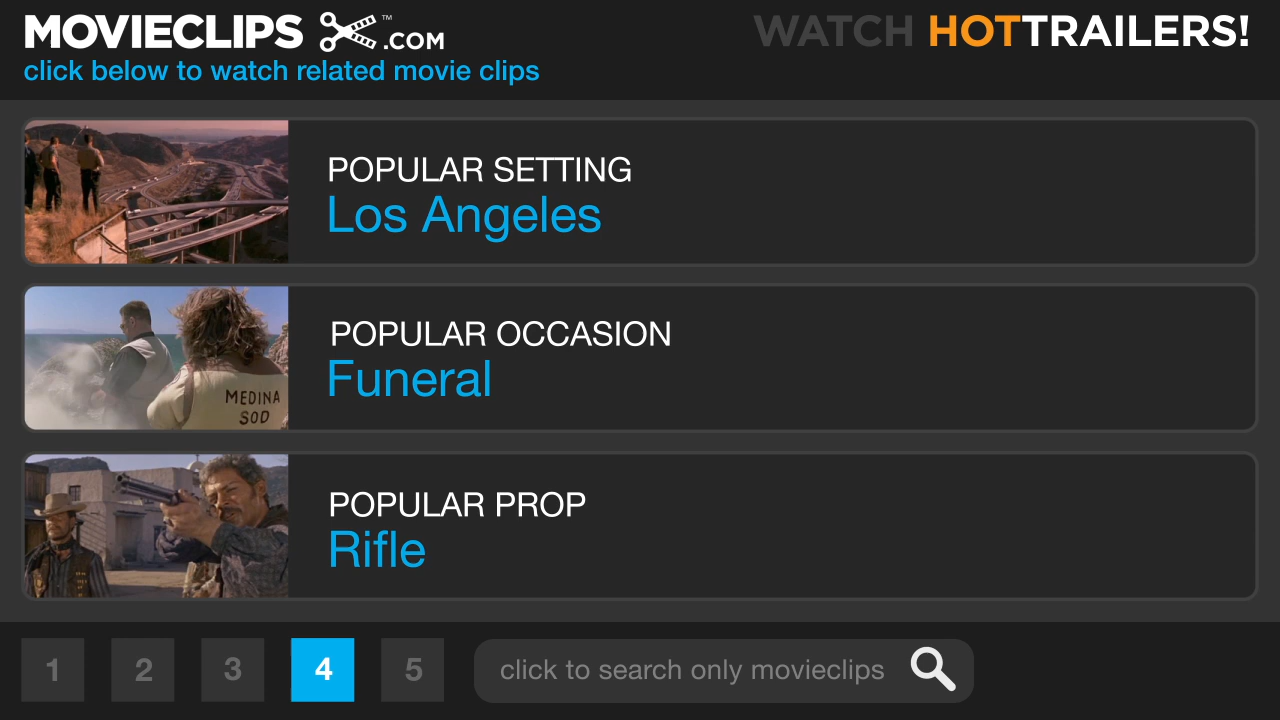 MOVIECLIPS ™ .COM
WATCH HOTTRAILERS!
click below to watch related movie clips
POPULAR SETTING
Los Angeles
POPULAR OCCASION
Funeral
MEDINA
SOD
POPULAR PROP
Rifle
1 2 3 4 5
click to search only movieclips